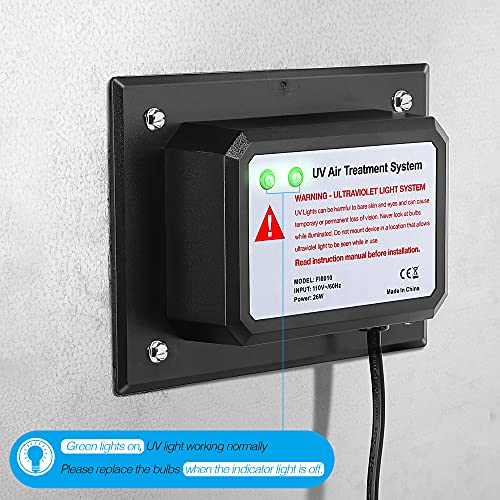 UV Air Treatment System
WARNING - ULTRAVIOLET LIGHT SYSTEM
UV Lights can be harmful to bare skin and eyes and can cause
temporary or permanent loss of vision. Never look at bulbs
while illuminated. Do not mount device in a location that allows
ultraviolet light to be seen while in use.
Read instruction manual before installation.
MODEL: FI8810
INPUT: 110V~/60Hz
Power: 26W
CE
Made In China
Green lights on, UV light working normally
Please replace the bulbs when the indicator light is off.